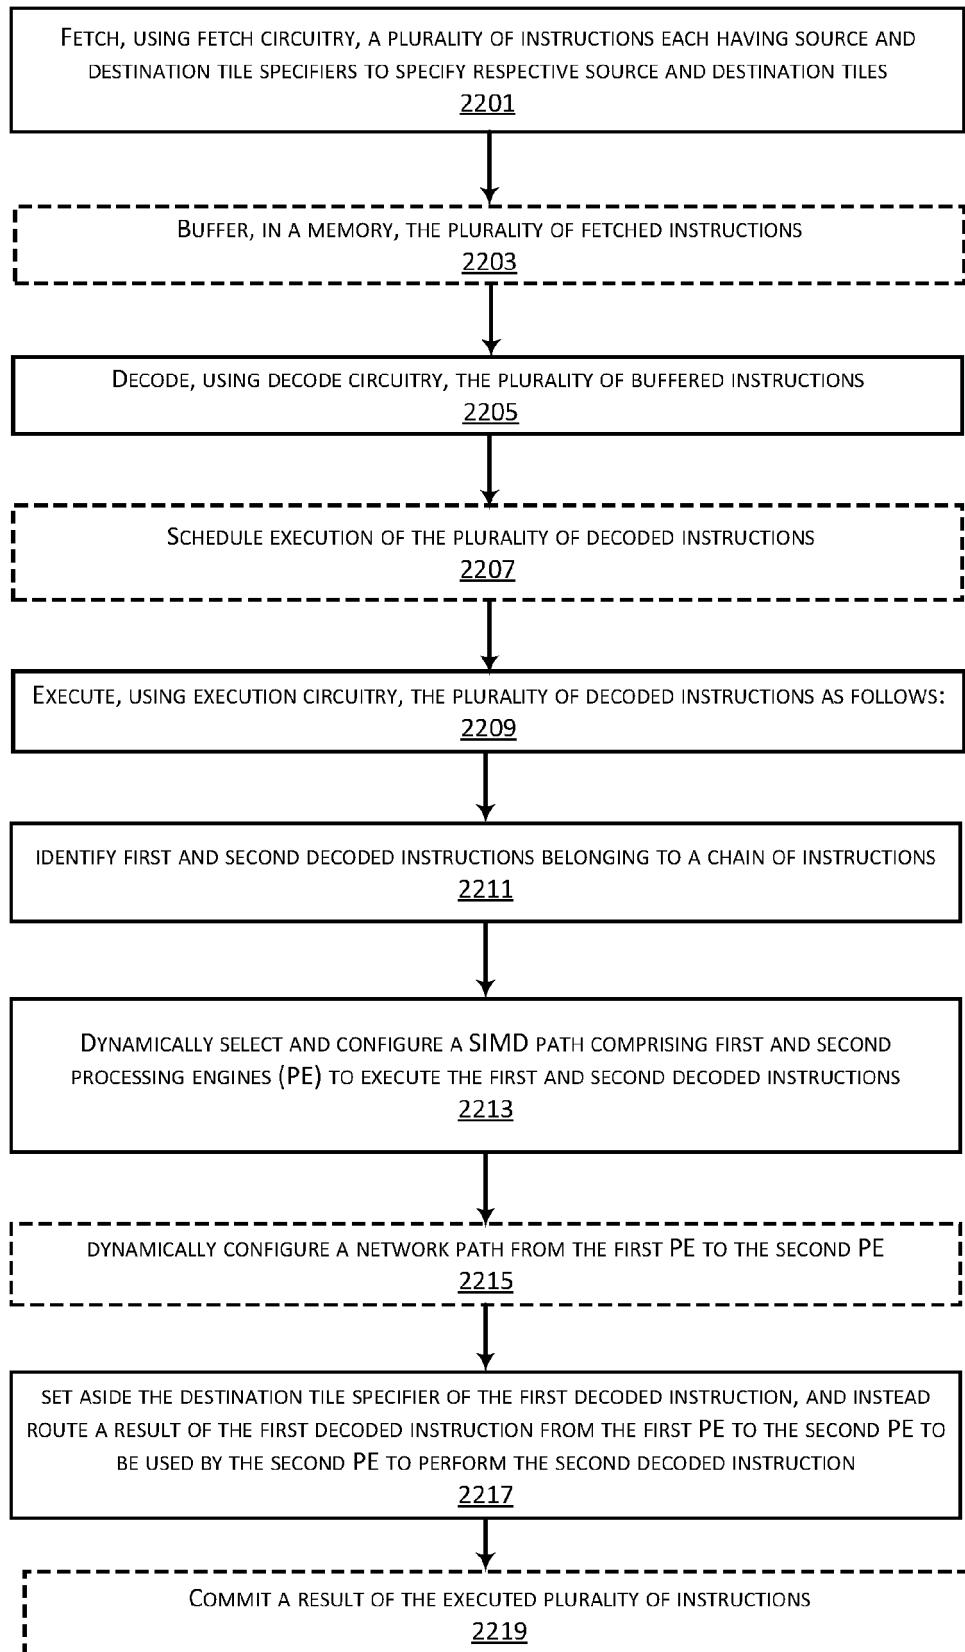 FETCH, USING FETCH CIRCUITRY, A PLURALITY OF INSTRUCTIONS EACH HAVING SOURCE AND
DESTINATION TILE SPECIFIERS TO SPECIFY RESPECTIVE SOURCE AND DESTINATION TILES
2201
BUFFER, IN A MEMORY, THE PLURALITY OF FETCHED INSTRUCTIONS
2203
DECODE, USING DECODE CIRCUITRY, THE PLURALITY OF BUFFERED INSTRUCTIONS
2205
SCHEDULE EXECUTION OF THE PLURALITY OF DECODED INSTRUCTIONS
2207
EXECUTE, USING EXECUTION CIRCUITRY, THE PLURALITY OF DECODED INSTRUCTIONS AS FOLLOWS:
2209
IDENTIFY FIRST AND SECOND DECODED INSTRUCTIONS BELONGING TO A CHAIN OF INSTRUCTIONS
2211
DYNAMICALLY SELECT AND CONFIGURE A SIMD PATH COMPRISING FIRST AND SECOND
PROCESSING ENGINES (PE) TO EXECUTE THE FIRST AND SECOND DECODED INSTRUCTIONS
2213
DYNAMICALLY CONFIGURE A NETWORK PATH FROM THE FIRST PE TO THE SECOND PE
2215
SET ASIDE THE DESTINATION TILE SPECIFIER OF THE FIRST DECODED INSTRUCTION, AND INSTEAD
ROUTE A RESULT OF THE FIRST DECODED INSTRUCTION FROM THE FIRST PE TO THE SECOND PE TO
BE USED BY THE SECOND PE TO PERFORM THE SECOND DECODED INSTRUCTION
2217
COMMIT A RESULT OF THE EXECUTED PLURALITY OF INSTRUCTIONS
2219